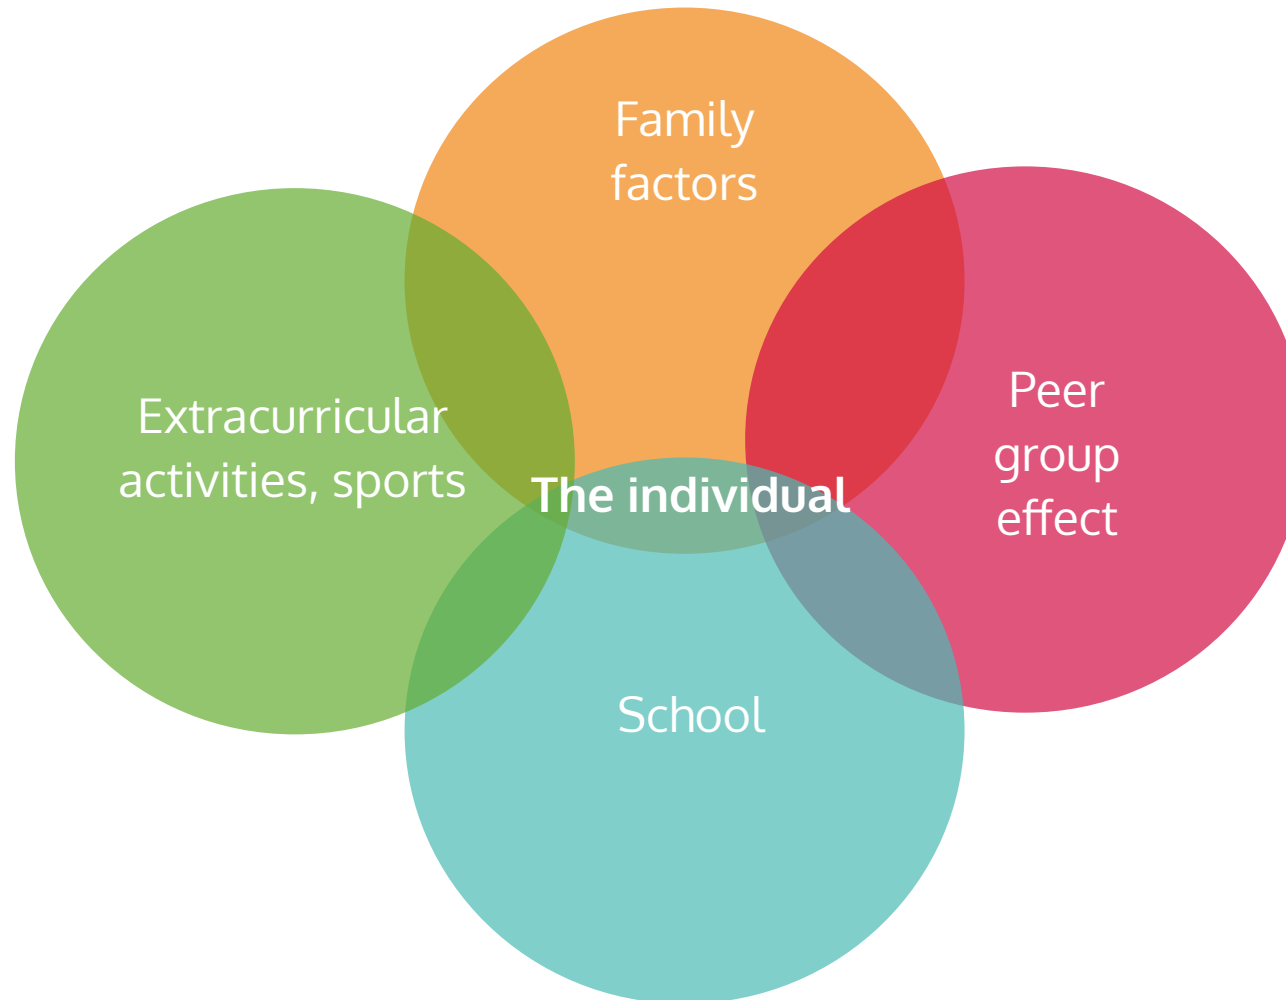 Family
factors
Extracurricular
activities, sports
Peer
group
effect
The individual
School